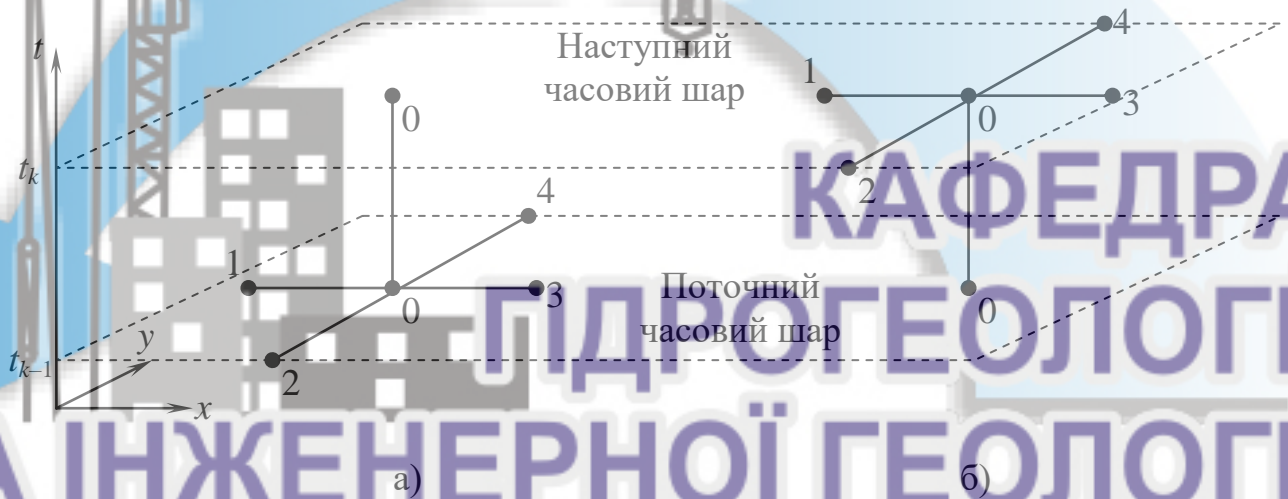 t
Наступний
часовий шар
1
4
0
0
3
t_k
2
4
y
1
0
3
Поточний
часовий шар
0
t_{k-1}
2
x
КАФЕДРА
ГІДРОГЕОЛОГІ
А ІНЖЕНЕРНОЇ ГЕОЛОГІ
а)
б)